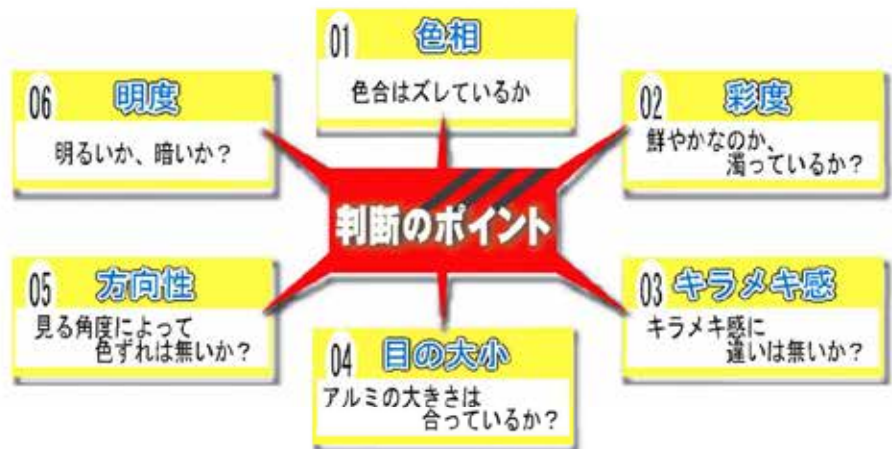 判断のポイント
01 色相
色合はズレているか
02 彩度
鮮やかなのか、
濁っているか？
03 キラメキ感
キラメキ感に
違いは無いか？
04 目の大小
アルミの大きさは
合っているか？
05 方向性
見る角度によって
色ずれは無いか？
06 明度
明るいか、暗いか？